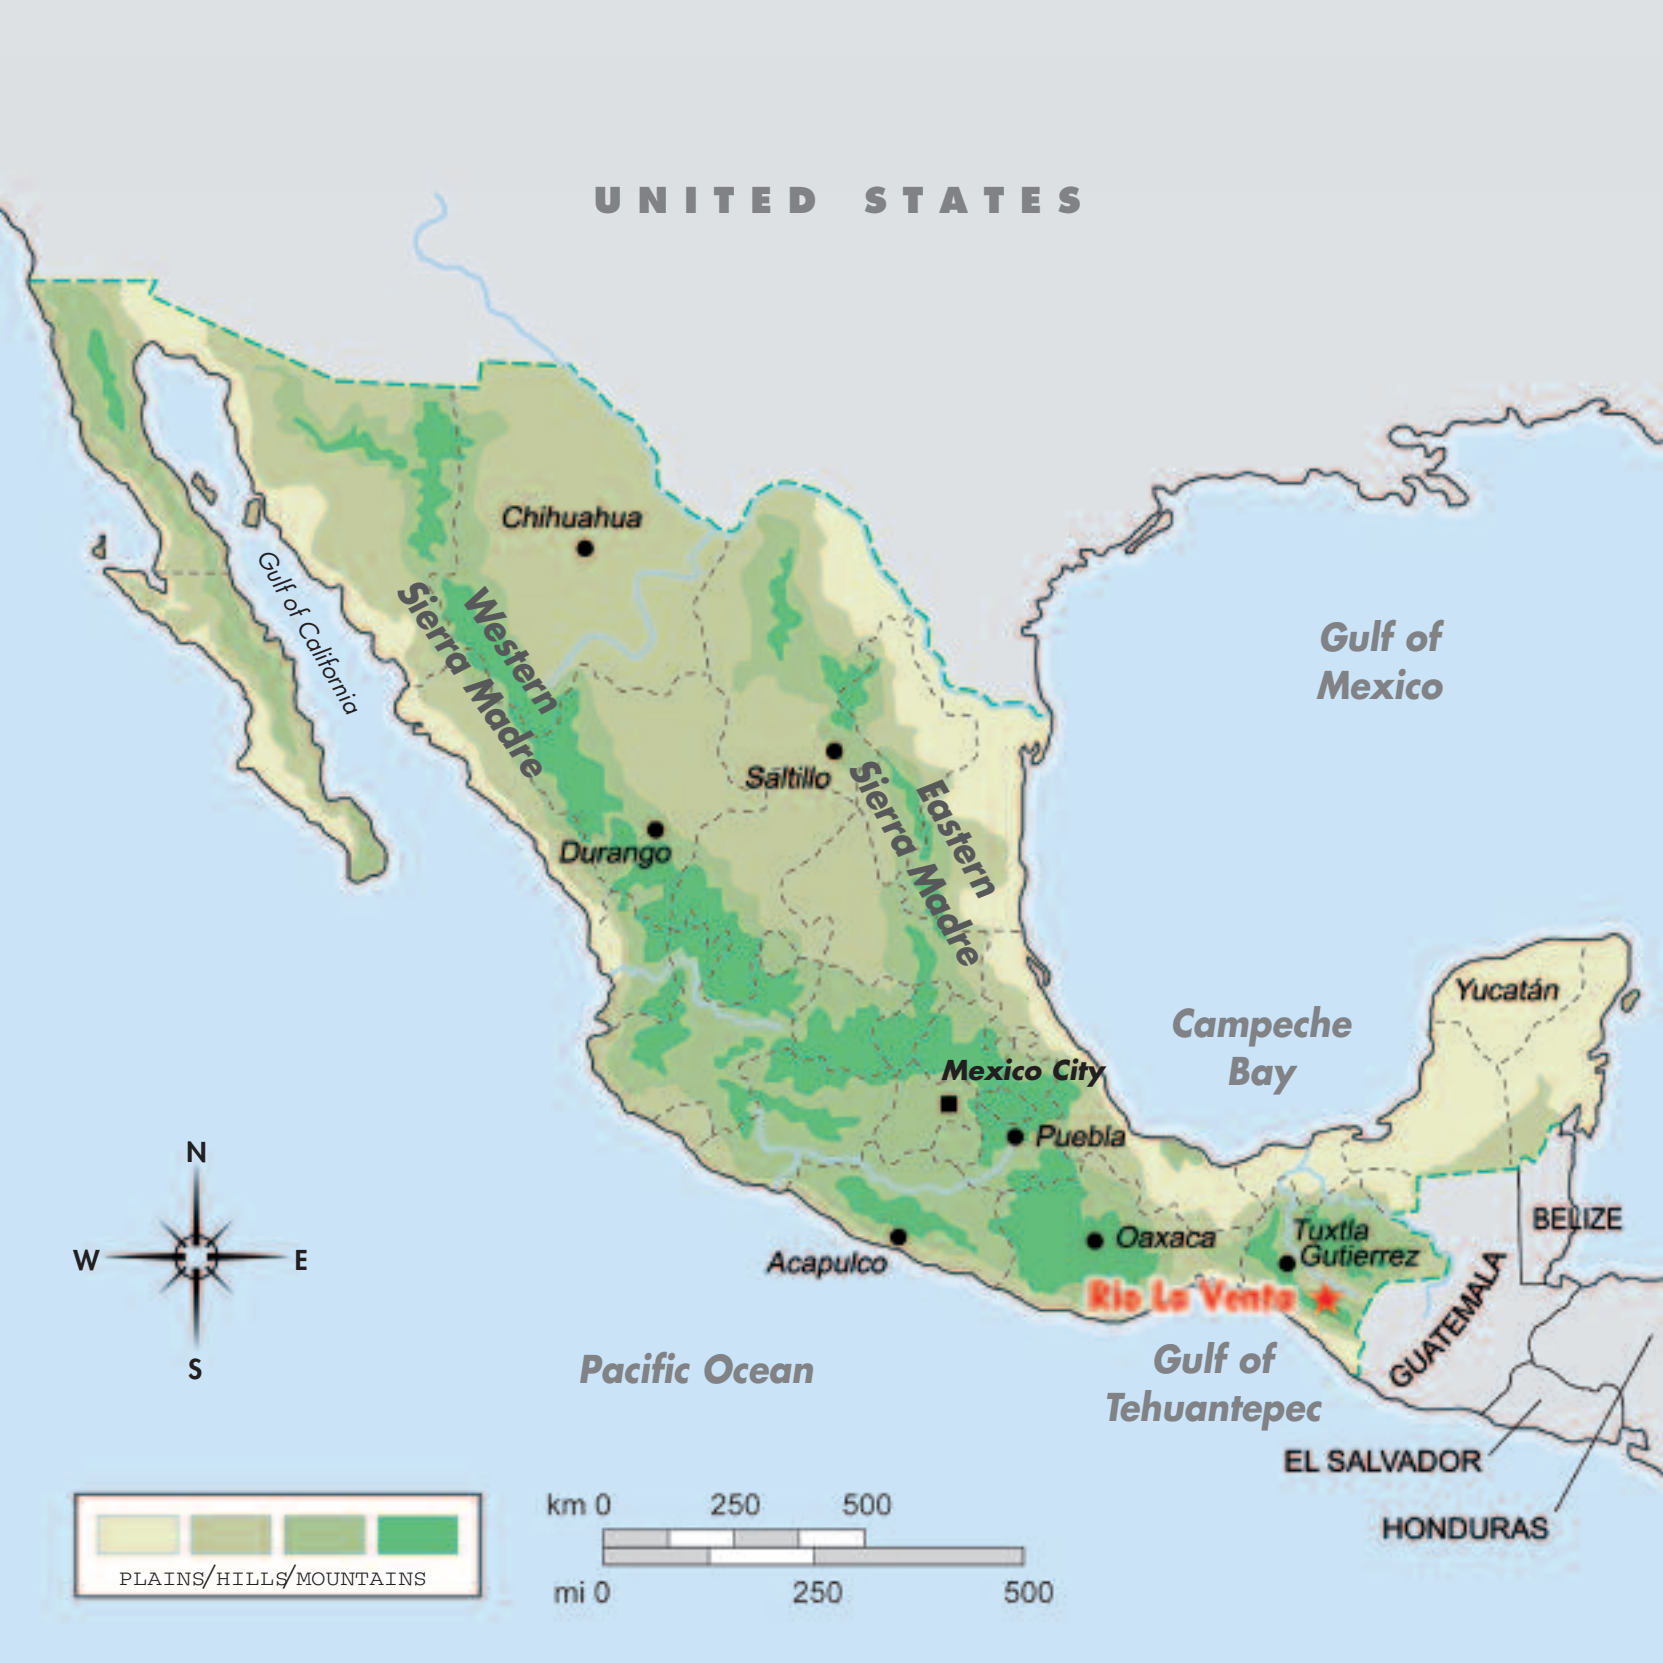 UNITED STATES
Chihuahua
Gulf of California
Western
Sierra Madre
Gulf of
Mexico
Saltillo
Eastern
Sierra Madre
Durango
Yucatán
Campeche
Bay
Mexico City
Puebla
N
W
E
S
Oaxaca
Tuxtla
Gutierrez
BELIZE
Acapulco
Rio La Venta
GUATEMALA
Pacific Ocean
Gulf of
Tehuantepec
EL SALVADOR
HONDURAS
km 0 250 500
mi 0 250 500
PLAINS/HILLS/MOUNTAINS